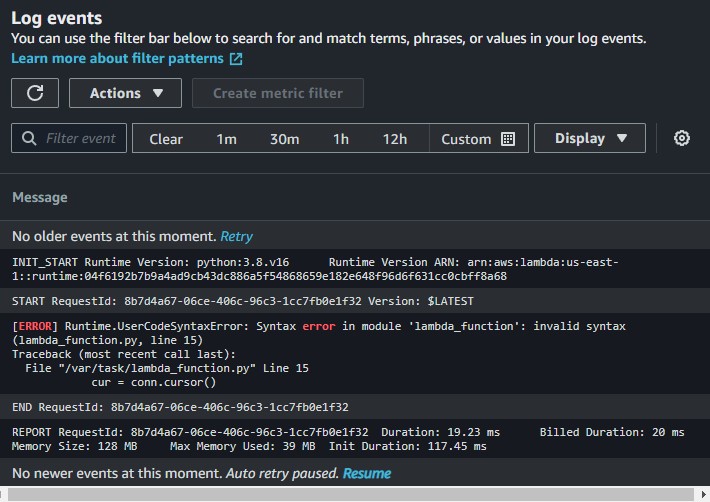 Log events
You can use the filter bar below to search for and match terms, phrases, or values in your log events.
Learn more about filter patterns
Actions
Create metric filter
Filter event
Clear 1m 30m 1h 12h Custom
Display
Message
No older events at this moment. Retry
INIT_START Runtime Version: python:3.8.v16 Runtime Version ARN: arn:aws:lambda:us-east-
1::runtime:04f6192b7b9a4ad9cb43dc886a5f54868659e182e648f96d6ff631cc0cbff8a68
START RequestId: 8b7d4a67-06ce-406c-96c3-1cc7fb0e1f32 Version: $LATEST
[ERROR] Runtime.UserCodeSyntaxError: Syntax error in module 'lambda_function': invalid syntax
(lambda_function.py, line 15)
Traceback (most recent call last):
File "/var/task/lambda_function.py" Line 15
cur = conn.cursor()
END RequestId: 8b7d4a67-06ce-406c-96c3-1cc7fb0e1f32
REPORT RequestId: 8b7d4a67-06ce-406c-96c3-1cc7fb0e1f32 Duration: 19.23 ms Billed Duration: 20 ms
Memory Size: 128 MB Max Memory Used: 39 MB Init Duration: 117.45 ms
No newer events at this moment. Auto retry paused. Resume